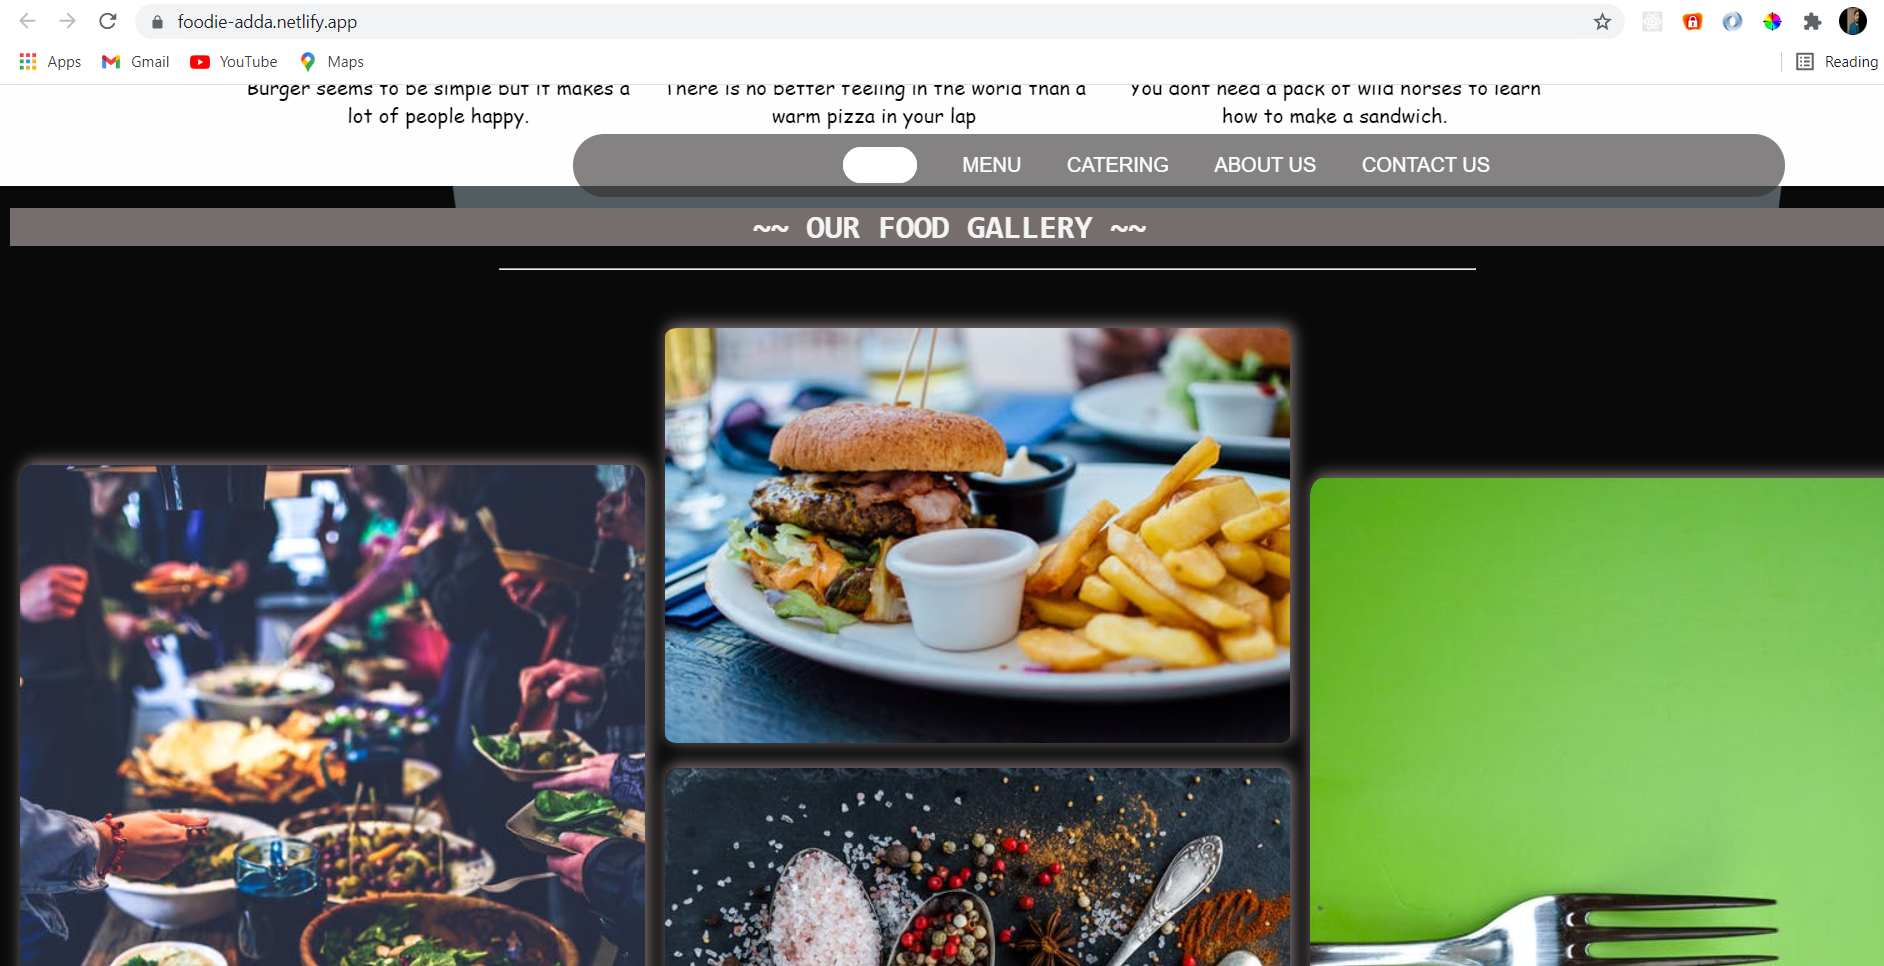 foodie-adda.netlify.app
Apps Gmail YouTube Maps Reading
Burger seems to be simple but it makes a
lot of people happy.
There is no better feeling in the world than a
warm pizza in your lap
You dont need a pack of wild horses to learn
how to make a sandwich.
MENU CATERING ABOUT US CONTACT US
~~ OUR FOOD GALLERY ~~